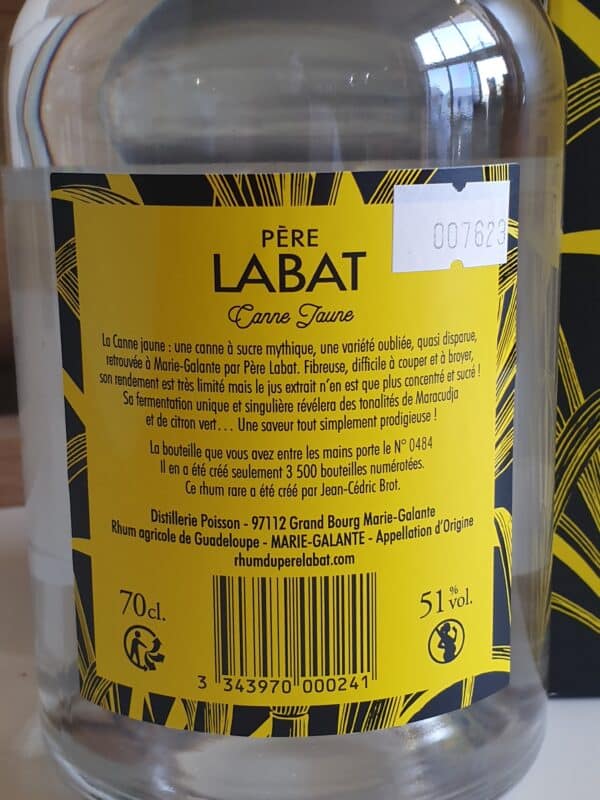 007623
PÈRE
LABAT
Canne Jaune
La Canne jaune : une canne à sucre mythique, une variété oubliée, quasi disparue,
retrouvée à Marie-Galante par Père Labat. Fibreuse, difficile à couper et à broyer,
son rendement est très limité mais le jus extrait n'en est que plus concentré et sucré !
Sa fermentation unique et singulière révélera des tonalités de Maracudja
et de citron vert... Une saveur tout simplement prodigieuse !
La bouteille que vous avez entre les mains porte le N° 0484
Il en a été créé seulement 3 500 bouteilles numérotées.
Ce rhum rare a été créé par Jean-Cédric Brot.
Distillerie Poisson - 97112 Grand Bourg Marie-Galante
Rhum agricole de Guadeloupe - MARIE-GALANTE - Appellation d'Origine
rhumduperelabat.com
70cl.
51% vol.
3 343970 000241